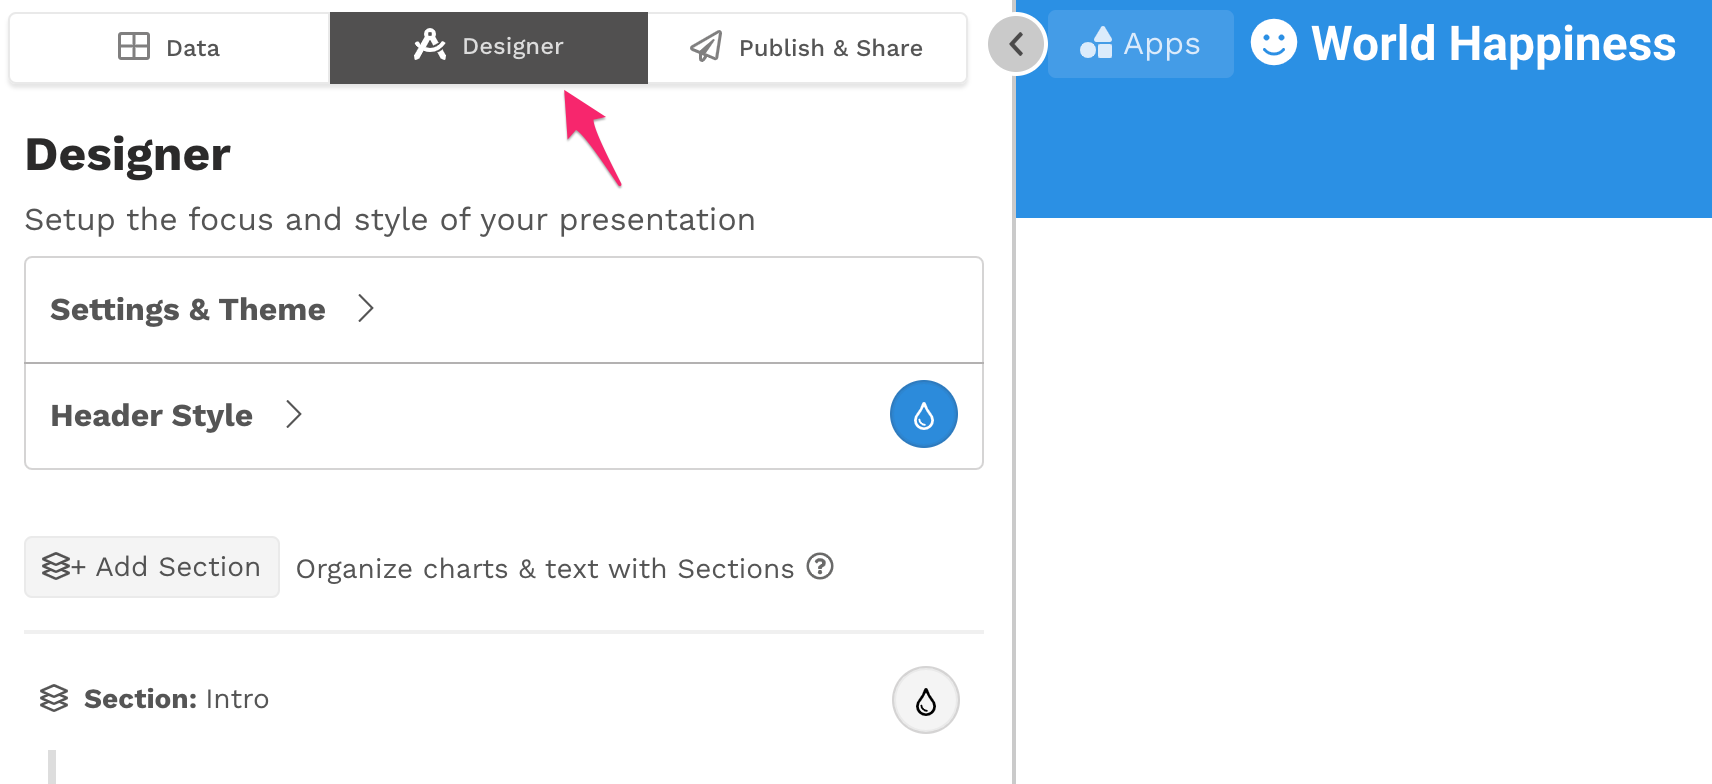 Data
Designer
Publish & Share
Apps
World Happiness
Designer
Setup the focus and style of your presentation
Settings & Theme
Header Style
+ Add Section
Organize charts & text with Sections ?
Section: Intro